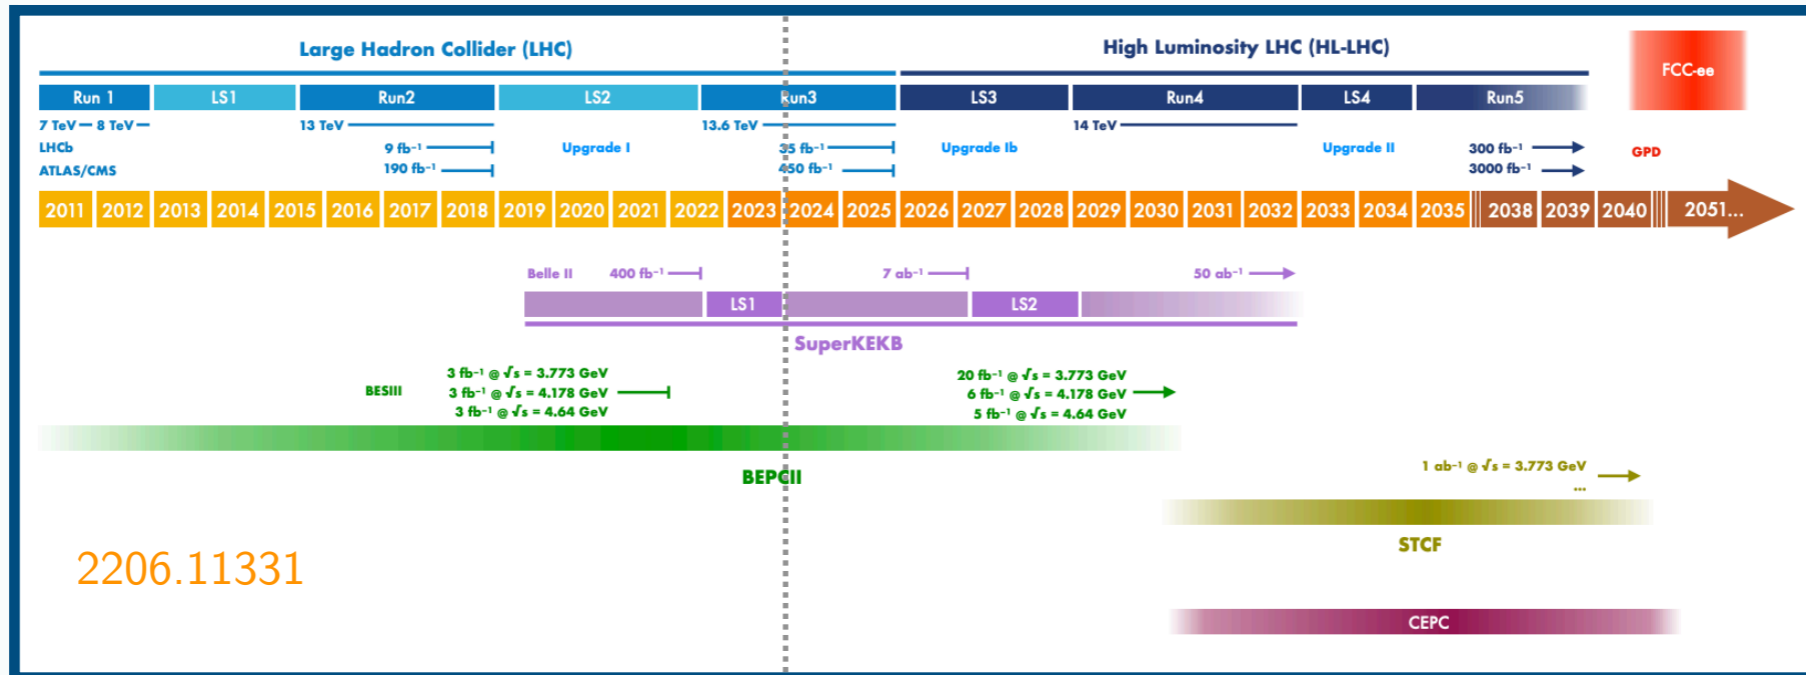 Large Hadron Collider (LHC) High Luminosity LHC (HL-LHC)
FCC-ee
Run 1 LS1 Run2 LS2 Run3 LS3 Run4 LS4 Run5
7 TeV 8 TeV 13 TeV 13.6 TeV 14 TeV
LHCb 9 fb⁻¹ Upgrade I 35 fb⁻¹ Upgrade Ib Upgrade II 300 fb⁻¹ GPD
ATLAS/CMS 190 fb⁻¹ 450 fb⁻¹ 3000 fb⁻¹
2011 2012 2013 2014 2015 2016 2017 2018 2019 2020 2021 2022 2023 2024 2025 2026 2027 2028 2029 2030 2031 2032 2033 2034 2035 2038 2039 2040 2051...
Belle II 400 fb⁻¹ 7 ab⁻¹ 50 ab⁻¹
LS1 LS2
SuperKEKB
3 fb⁻¹ @ √s = 3.773 GeV 20 fb⁻¹ @ √s = 3.773 GeV
BESIII 3 fb⁻¹ @ √s = 4.178 GeV 6 fb⁻¹ @ √s = 4.178 GeV
3 fb⁻¹ @ √s = 4.64 GeV 5 fb⁻¹ @ √s = 4.64 GeV
BEPCII
1 ab⁻¹ @ √s = 3.773 GeV
...
STCF
2206.11331
CEPC